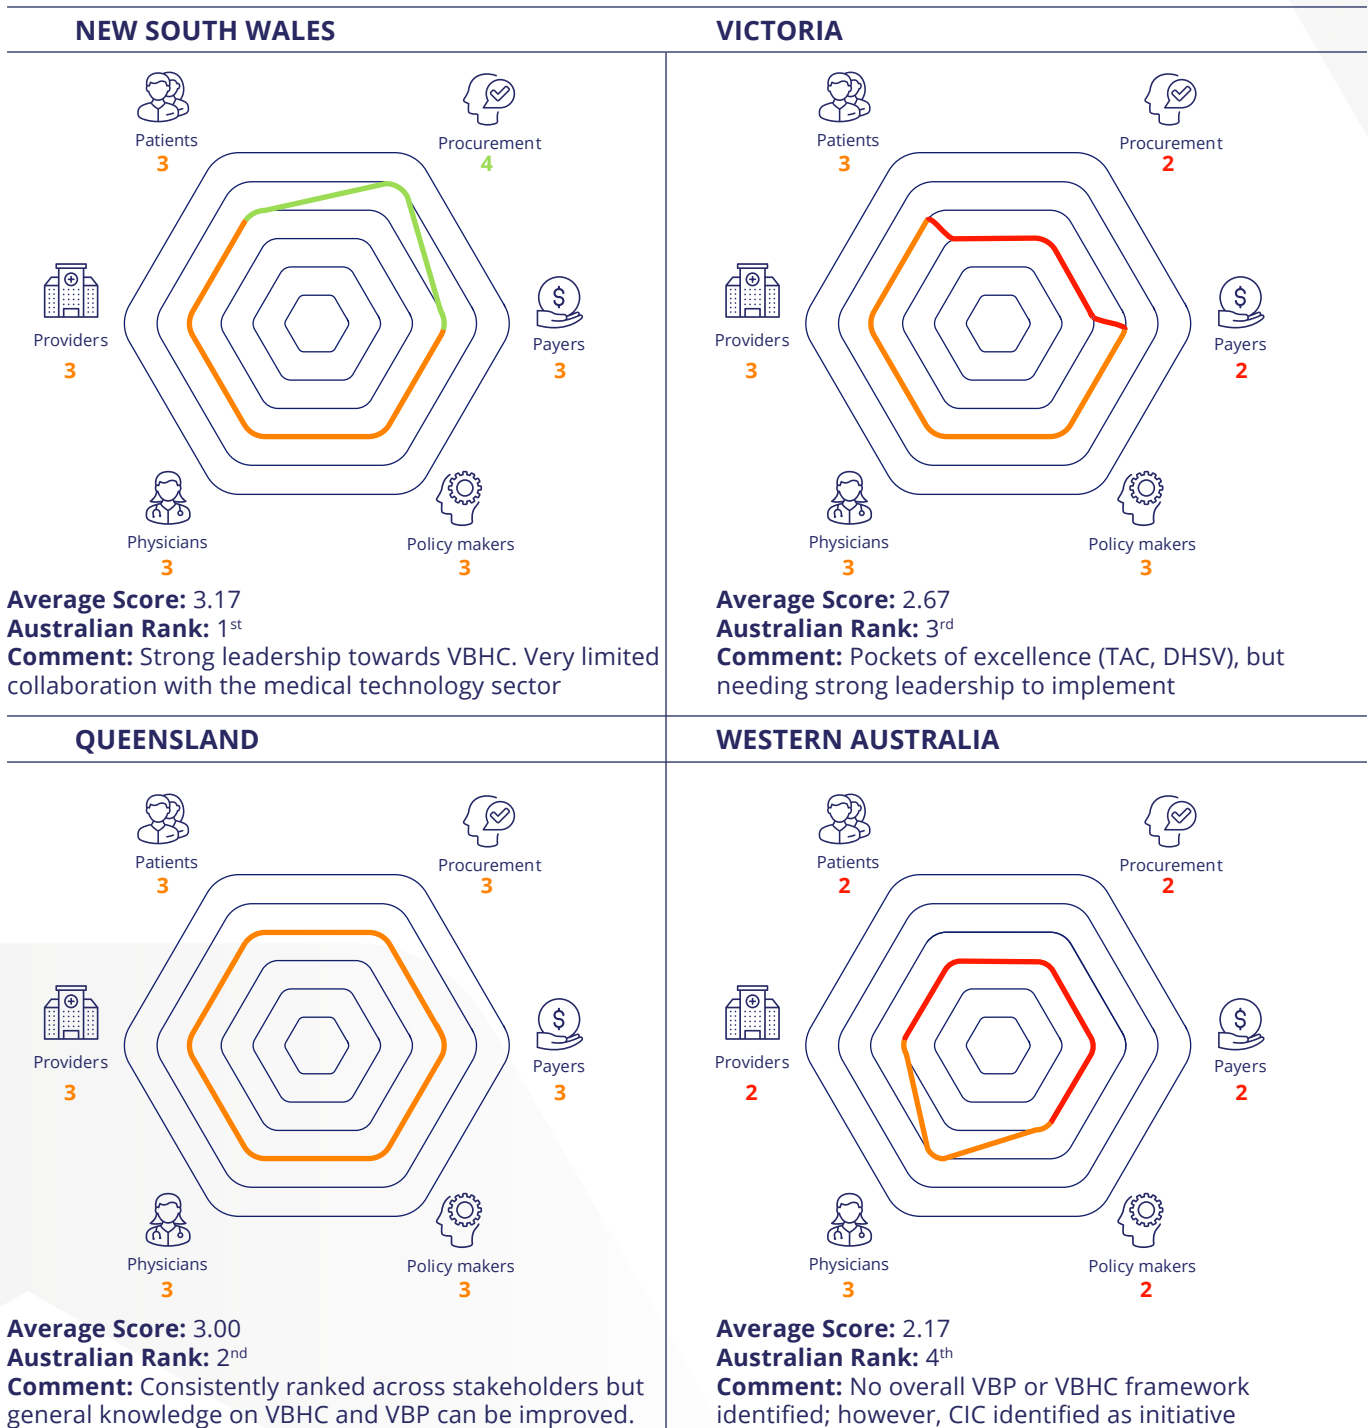 NEW SOUTH WALES
Patients
3
Procurement
4
Providers
3
Payers
3
Physicians
3
Policy makers
3
Average Score: 3.17
Australian Rank: 1st
Comment: Strong leadership towards VBHC. Very limited
collaboration with the medical technology sector
VICTORIA
Patients
3
Procurement
2
Providers
3
Payers
2
Physicians
3
Policy makers
3
Average Score: 2.67
Australian Rank: 3rd
Comment: Pockets of excellence (TAC, DHSV), but
needing strong leadership to implement
QUEENSLAND
Patients
3
Procurement
3
Providers
3
Payers
3
Physicians
3
Policy makers
3
Average Score: 3.00
Australian Rank: 2nd
Comment: Consistently ranked across stakeholders but
general knowledge on VBHC and VBP can be improved.
WESTERN AUSTRALIA
Patients
2
Procurement
2
Providers
2
Payers
2
Physicians
3
Policy makers
2
Average Score: 2.17
Australian Rank: 4th
Comment: No overall VBP or VBHC framework
identified; however, CIC identified as initiative